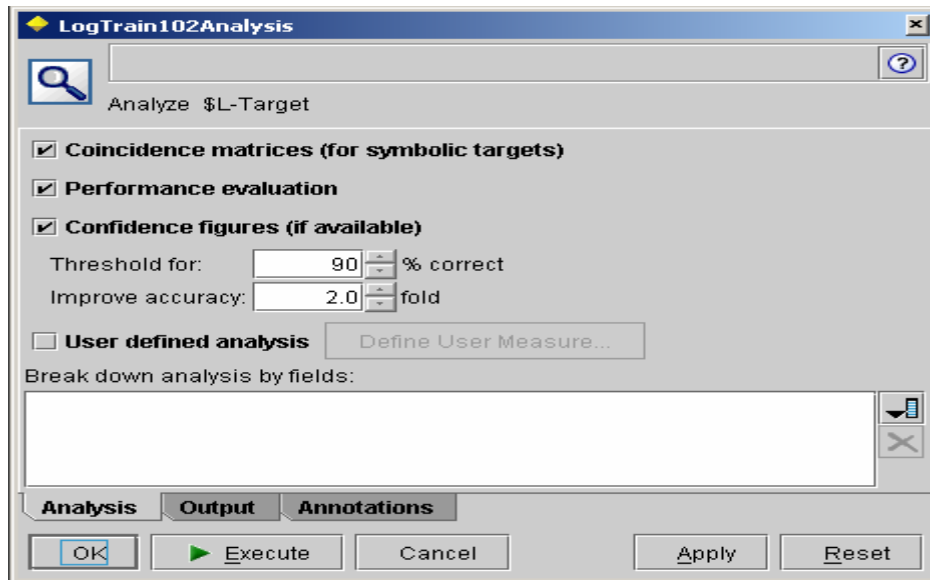 LogTrain102Analysis
Analyze $L-Target
Coincidence matrices (for symbolic targets)
Performance evaluation
Confidence figures (if available)
Threshold for: 90 % correct
Improve accuracy: 2.0 fold
User defined analysis Define User Measure...
Break down analysis by fields:
Analysis Output Annotations
OK Execute Cancel Apply Reset